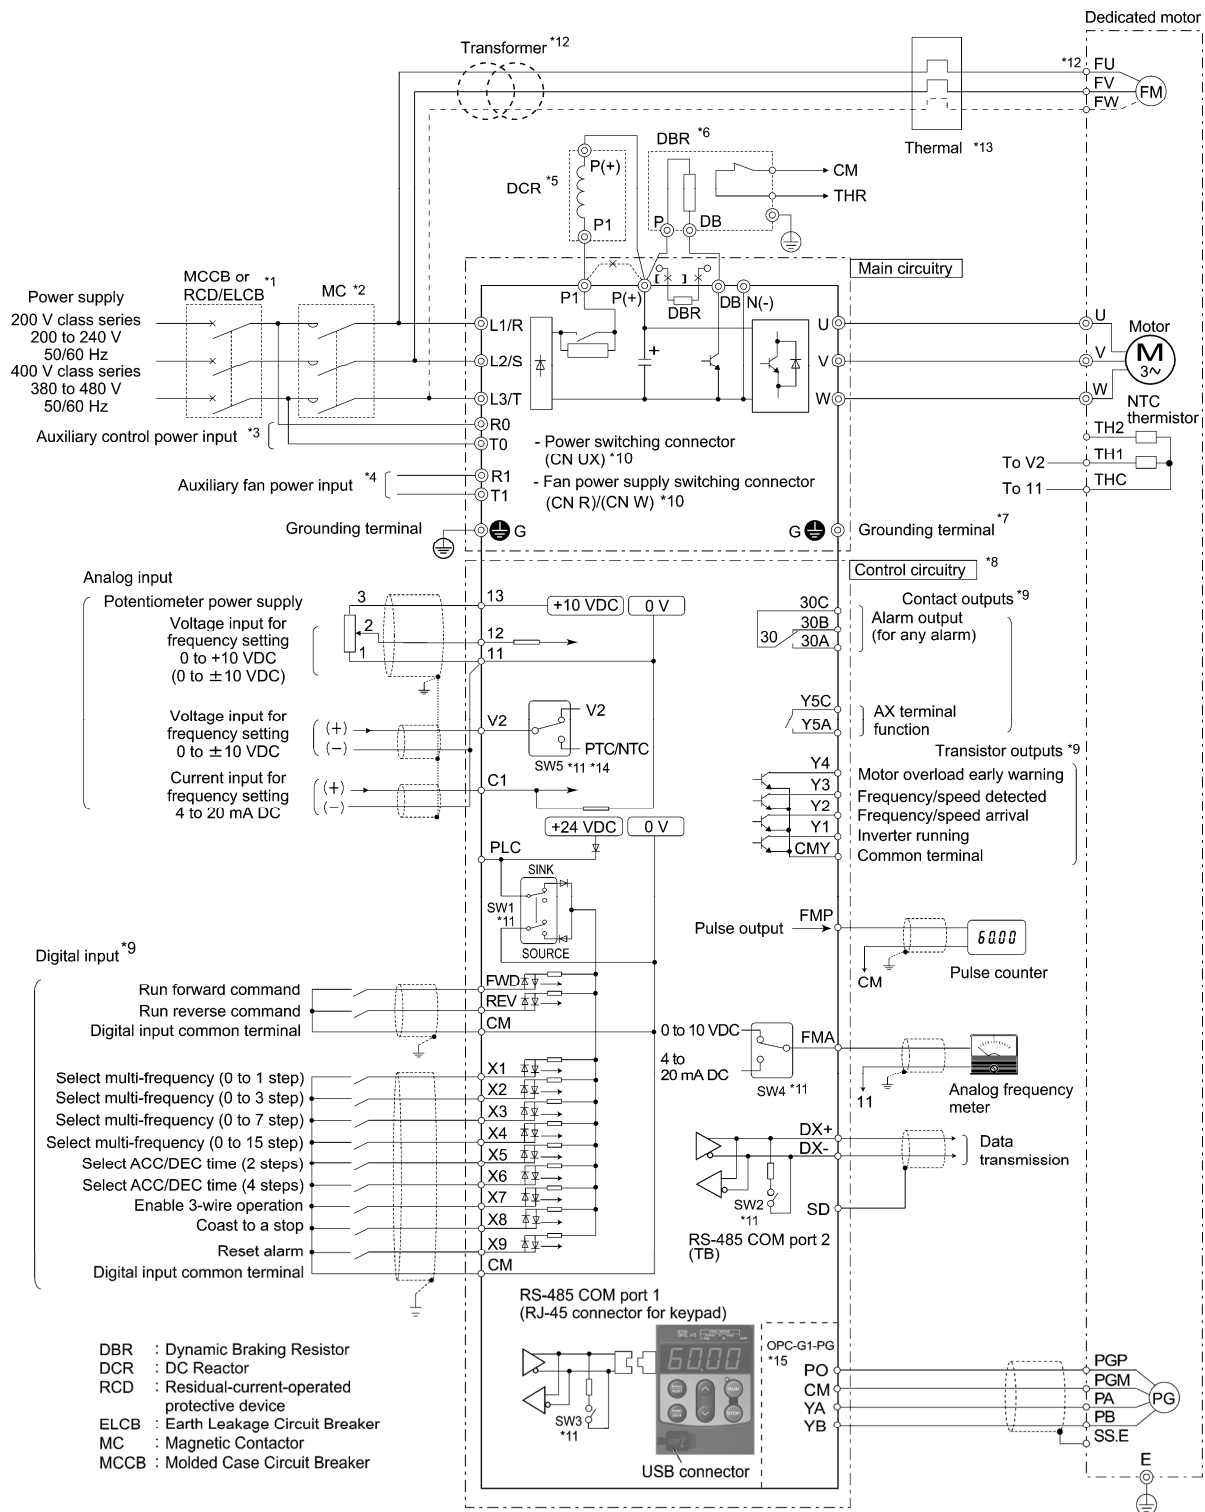 Dedicated motor
Transformer *12
*12 FU
FV
FW
FM
Thermal *13
DBR *6
P(+)
DCR *5
P1
CM
THR
P
DB
Main circuitry
MCCB or
RCD/ELCB *1
MC *2
Power supply
200 V class series
200 to 240 V
50/60 Hz
400 V class series
380 to 480 V
50/60 Hz
P1
P(+)
[ ]
DBR
DB
N(-)
L1/R
L2/S
L3/T
R0
T0
U
V
W
U
V
W
Motor
M
3~
NTC
thermistor
TH2
TH1
THC
To V2
To 11
Auxiliary control power input *3
- Power switching connector
(CN UX) *10
Auxiliary fan power input *4
R1
T1
- Fan power supply switching connector
(CN R)/(CN W) *10
Grounding terminal
G
G
Grounding terminal *7
Control circuitry *8
Analog input
Potentiometer power supply
3
13
+10 VDC
0 V
Voltage input for
frequency setting
0 to +10 VDC
(0 to ±10 VDC)
2
12
1
11
30C
30B
30
30A
Contact outputs *9
Alarm output
(for any alarm)
Voltage input for
frequency setting
0 to ±10 VDC
(+)
(-)
V2
V2
PTC/NTC
SW5 *11 *14
Y5C
Y5A
AX terminal
function
Transistor outputs *9
Current input for
frequency setting
4 to 20 mA DC
(+)
(-)
C1
Y4
Y3
Y2
Y1
CMY
Motor overload early warning
Frequency/speed detected
Frequency/speed arrival
Inverter running
Common terminal
+24 VDC
0 V
PLC
SINK
SW1
*11
SOURCE
FMP
Pulse output
60.00
CM
Pulse counter
Digital input *9
Run forward command
Run reverse command
Digital input common terminal
FWD
REV
CM
0 to 10 VDC
4 to
20 mA DC
SW4 *11
FMA
11
Analog frequency
meter
Select multi-frequency (0 to 1 step)
Select multi-frequency (0 to 3 step)
Select multi-frequency (0 to 7 step)
Select multi-frequency (0 to 15 step)
Select ACC/DEC time (2 steps)
Select ACC/DEC time (4 steps)
Enable 3-wire operation
Coast to a stop
Reset alarm
Digital input common terminal
X1
X2
X3
X4
X5
X6
X7
X8
X9
CM
DX+
DX-
SW2
*11
SD
Data
transmission
RS-485 COM port 2
(TB)
RS-485 COM port 1
(RJ-45 connector for keypad)
60.00
SW3
*11
USB connector
OPC-G1-PG
*15
PO
CM
YA
YB
PGP
PGM
PA
PB
SS.E
PG
E
DBR : Dynamic Braking Resistor
DCR : DC Reactor
RCD : Residual-current-operated
protective device
ELCB : Earth Leakage Circuit Breaker
MC : Magnetic Contactor
MCCB : Molded Case Circuit Breaker